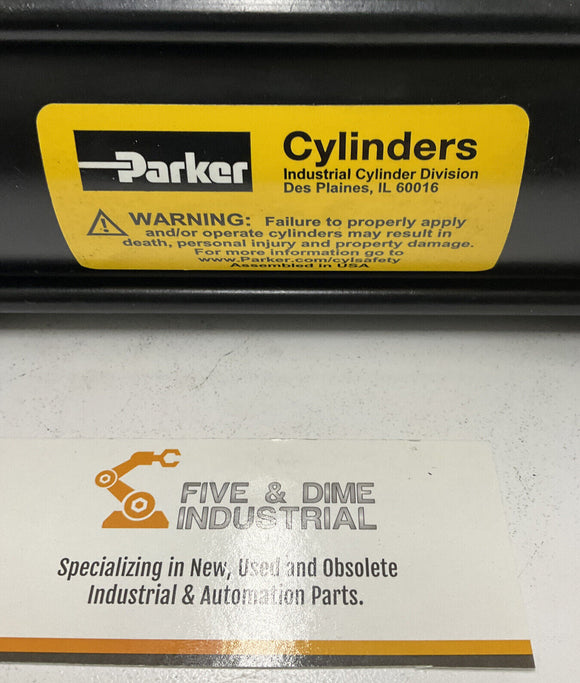 Parker
Cylinders
Industrial Cylinder Division
Des Plaines, IL 60016
WARNING: Failure to properly apply
and/or operate cylinders may result in
death, personal injury and property damage.
For more information go to
www.Parker.com/cylsafety
Assembled in USA
FIVE & DIME
INDUSTRIAL
Specializing in New, Used and Obsolete
Industrial & Automation Parts.